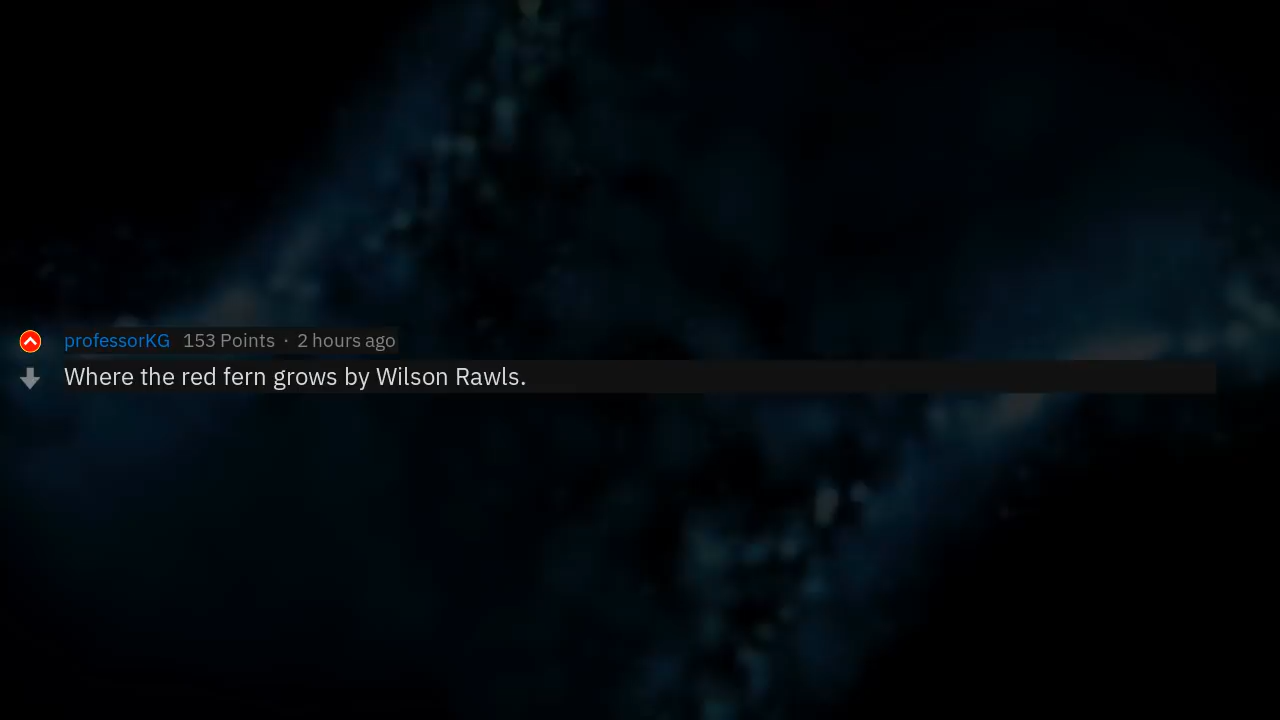 professorKG 153 Points · 2 hours ago
Where the red fern grows by Wilson Rawls.